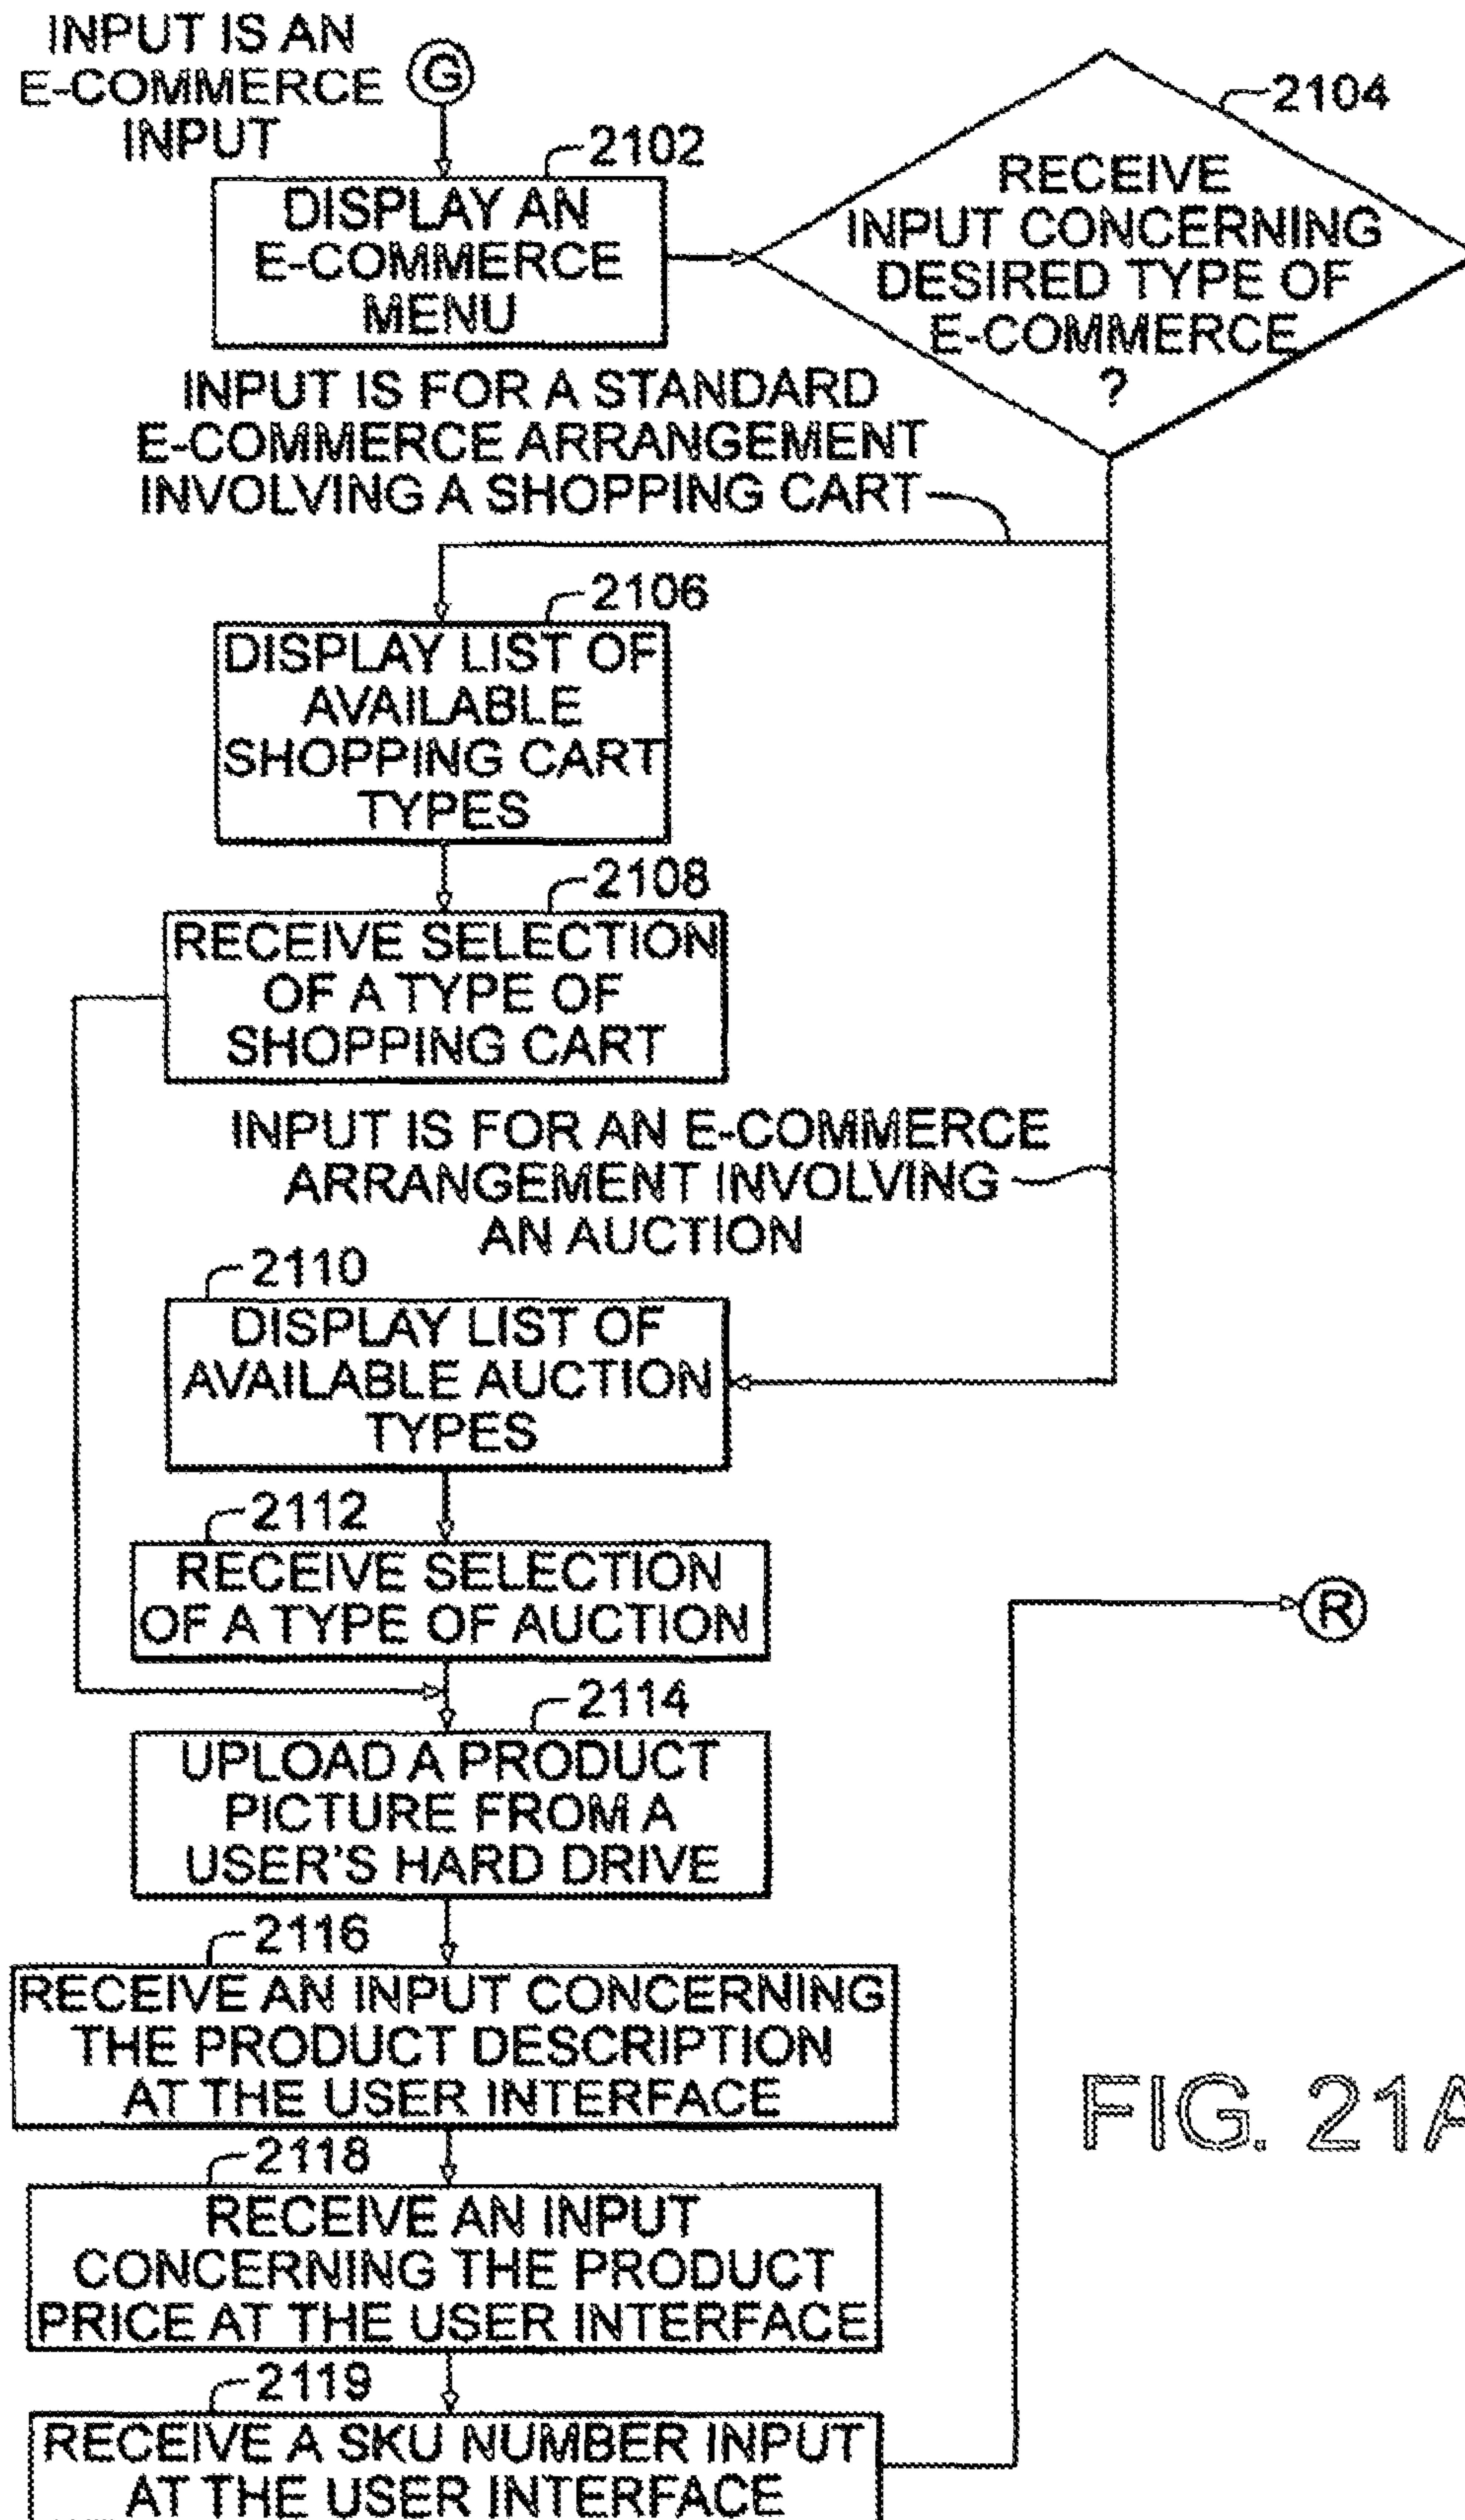 INPUT IS AN
E-COMMERCE
INPUT
G
2102
DISPLAY AN
E-COMMERCE
MENU
2104
RECEIVE
INPUT CONCERNING
DESIRED TYPE OF
E-COMMERCE
?
INPUT IS FOR A STANDARD
E-COMMERCE ARRANGEMENT
INVOLVING A SHOPPING CART
2106
DISPLAY LIST OF
AVAILABLE
SHOPPING CART
TYPES
2108
RECEIVE SELECTION
OF A TYPE OF
SHOPPING CART
INPUT IS FOR AN E-COMMERCE
ARRANGEMENT INVOLVING
AN AUCTION
2110
DISPLAY LIST OF
AVAILABLE AUCTION
TYPES
2112
RECEIVE SELECTION
OF A TYPE OF AUCTION
R
2114
UPLOAD A PRODUCT
PICTURE FROM A
USER'S HARD DRIVE
2116
RECEIVE AN INPUT CONCERNING
THE PRODUCT DESCRIPTION
AT THE USER INTERFACE
FIG. 21A
2118
RECEIVE AN INPUT
CONCERNING THE PRODUCT
PRICE AT THE USER INTERFACE
2119
RECEIVE A SKU NUMBER INPUT
AT THE USER INTERFACE